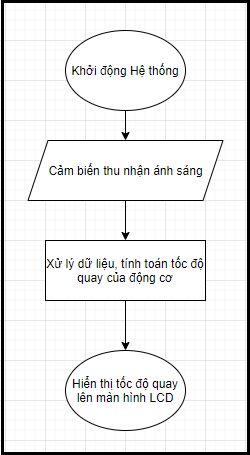 Khởi động Hệ thống
Cảm biến thu nhận ánh sáng
Xử lý dữ liệu, tính toán tốc độ
quay của động cơ
Hiển thị tốc độ quay
lên màn hình LCD